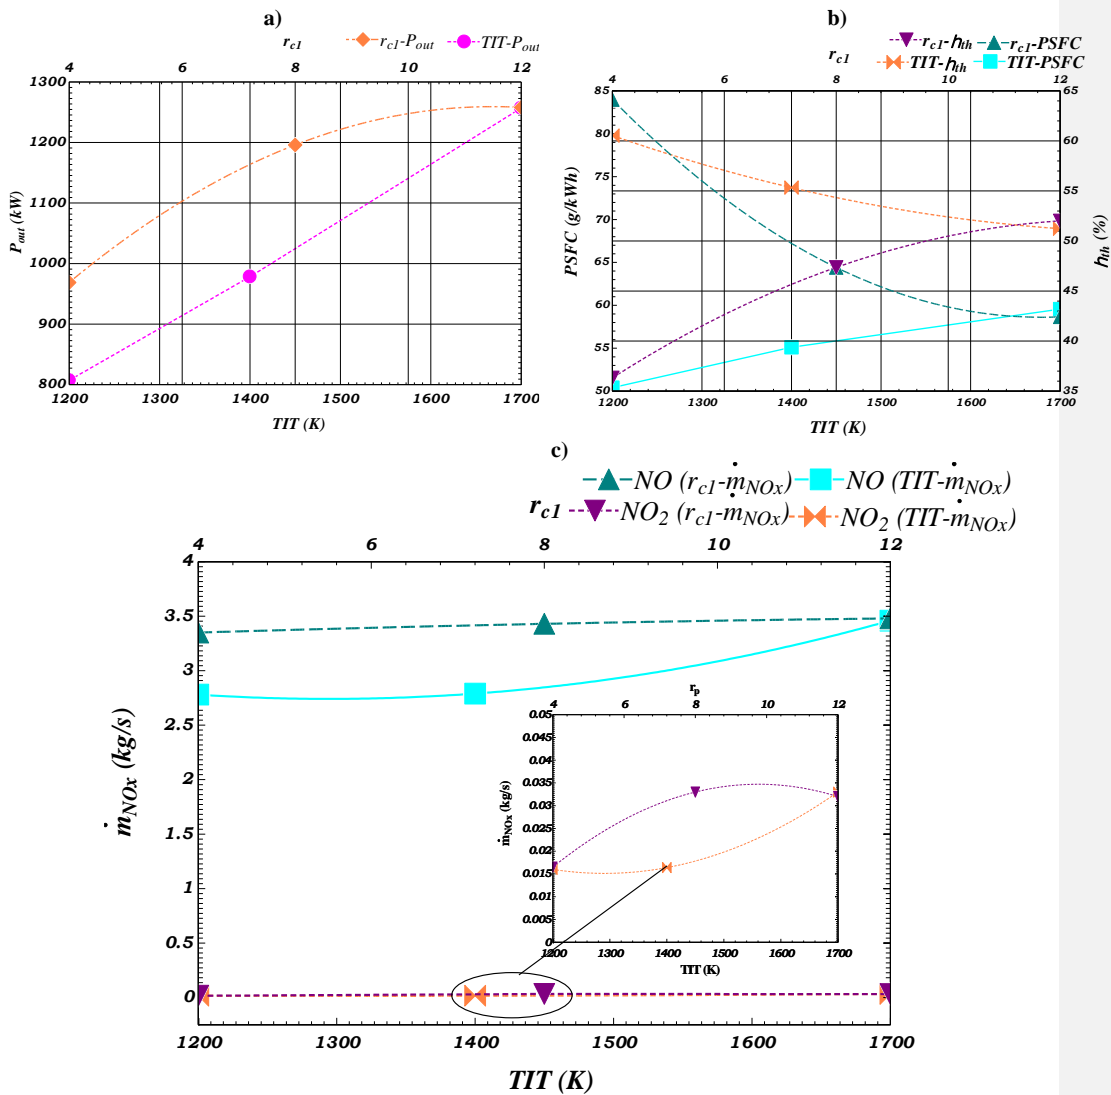 a)
r_c1 r_c1-P_out TIT-P_out
4 6 8 10 12
1300
1200
1100
1000
900
800
P_out (kW)
1200 1300 1400 1500 1600 1700
TIT (K)
b)
r_c1 r_c1-ηth r_c1-PSFC
TIT-ηth TIT-PSFC
4 6 8 10 12
85
80
75
70
65
60
55
50
PSFC (g/kWh)
65
60
55
50
45
40
35
ηth (%)
1200 1400 1500 1600 1700
TIT (K)
c)
NO (r_c1-ṁ_NOx) NO (TIT-ṁ_NOx)
r_c1 NO₂ (r_c1-ṁ_NOx) NO₂ (TIT-ṁ_NOx)
4 6 8 10 12
4
3.5
3
2.5
2
1.5
1
0.5
0
ṁ_NOx (kg/s)
1200 1400 1500 1600 1700
TIT (K)
r_p
4 6 8 10 12
0.05
0.045
0.04
0.035
0.03
0.025
0.02
0.015
0.01
0.005
0
ṁ_NOx (kg/s)
1200 1300 1400 1500 1600 1700
TIT (K)